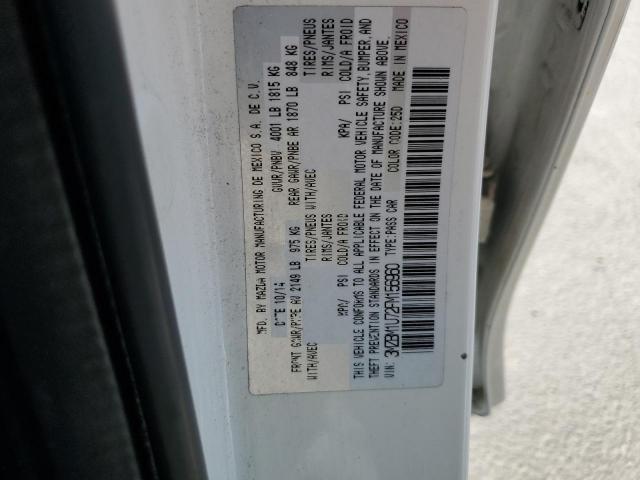 MFD. BY MAZDA MOTOR MANUFACTURING DE MEXICO S.A. DE C.V.
DATE 10/14 GVWR/PNBV 4001 LB 1815 KG
FRONT GAWR/PNBE AV 2149 LB 975 KG REAR GAWR/PNBE AR 1870 LB 848 KG
WITH/AVEC TIRES/PNEUS WITH/AVEC TIRES/PNEUS
RIMS/JANTES RIMS/JANTES
KPA/ PSI COLD/A FROID KPA/ PSI COLD/A FROID
THIS VEHICLE CONFORMS TO ALL APPLICABLE FEDERAL MOTOR VEHICLE SAFETY, BUMPER, AND
THEFT PREVENTION STANDARDS IN EFFECT ON THE DATE OF MANUFACTURE SHOWN ABOVE.
VIN: 3MZBM1U72FM156960 TYPE: PASS CAR COLOR CODE: 25D MADE IN MEXICO